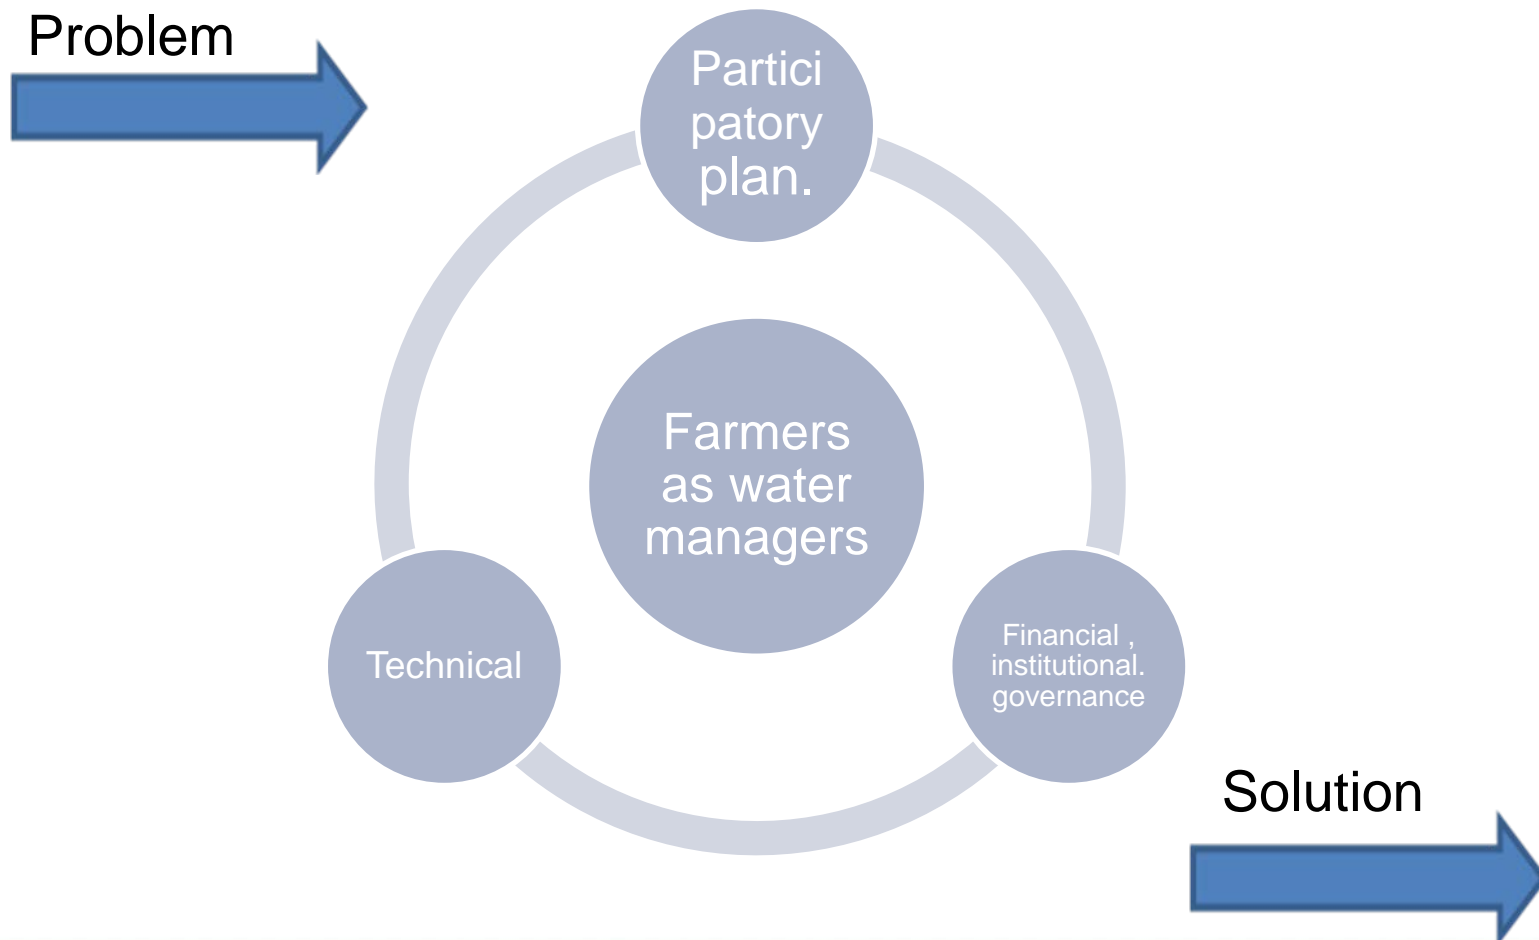 Problem
Partici
patory
plan.
Farmers
as water
managers
Technical
Financial ,
institutional.
governance
Solution